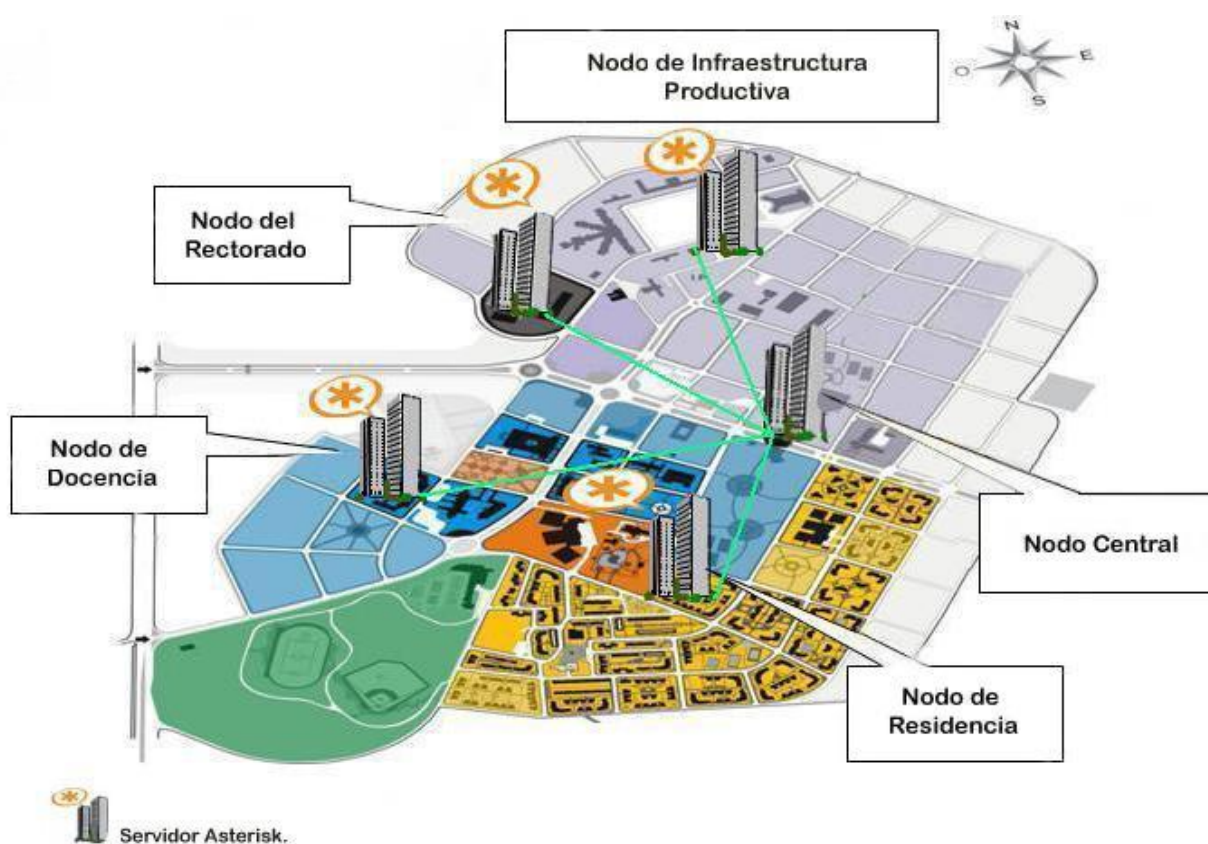 Nodo de Infraestructura
Productiva
N
E
O
S
Nodo del
Rectorado
Nodo de
Docencia
Nodo Central
Nodo de
Residencia
Servidor Asterisk.